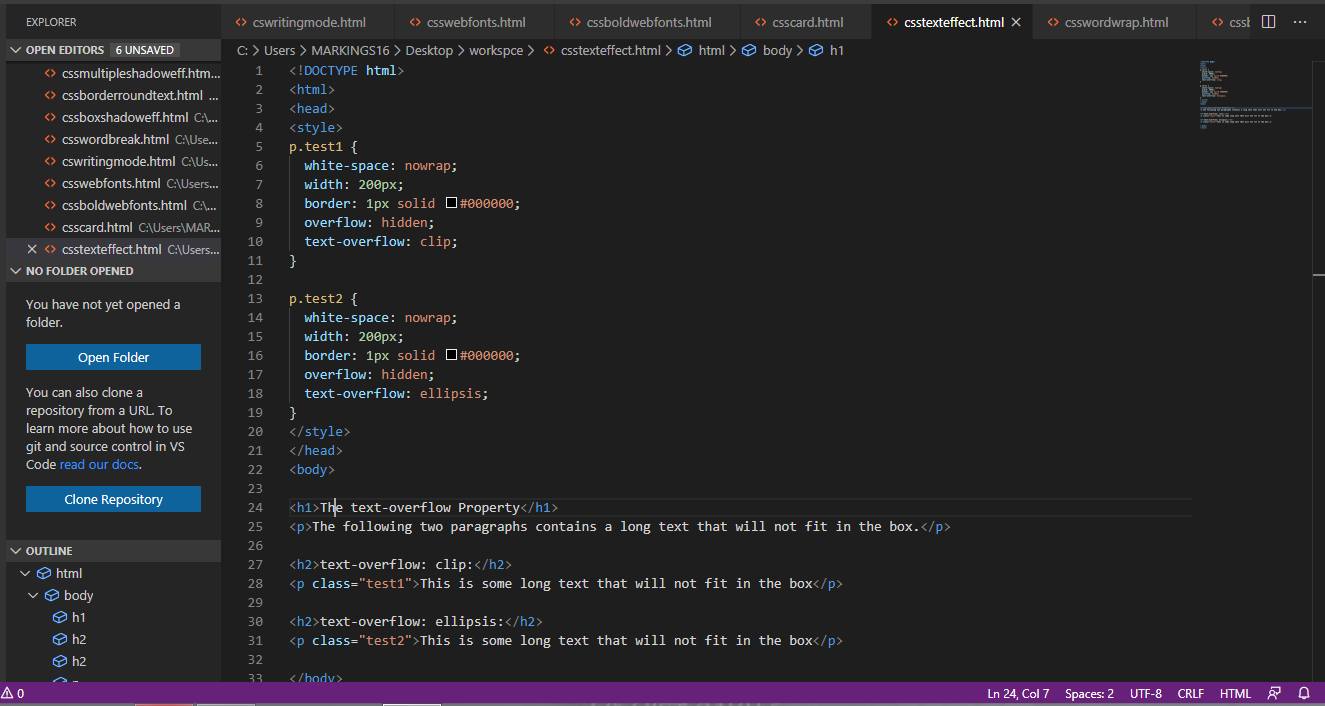 EXPLORER
OPEN EDITORS 6 UNSAVED
cssmultipleshadoweff.htm...
cssborderroundtext.html ...
cssboxshadoweff.html C:\...
csswordbreak.html C:\Use...
cswritingmode.html C:\Us...
csswebfonts.html C:\Users...
cssboldwebfonts.html C:\...
csscard.html C:\Users\MAR...
csstexteffect.html C:\Users...
NO FOLDER OPENED
You have not yet opened a
folder.
Open Folder
You can also clone a
repository from a URL. To
learn more about how to use
git and source control in VS
Code read our docs.
Clone Repository
OUTLINE
html
body
h1
h2
h2
cswritingmode.html csswebfonts.html cssboldwebfonts.html csscard.html csstexteffect.html csswordwrap.html
C: > Users > MARKINGS16 > Desktop > workspce > csstexteffect.html > html > body > h1
1 <!DOCTYPE html>
2 <html>
3 <head>
4 <style>
5 p.test1 {
6 white-space: nowrap;
7 width: 200px;
8 border: 1px solid #000000;
9 overflow: hidden;
10 text-overflow: clip;
11 }
12
13 p.test2 {
14 white-space: nowrap;
15 width: 200px;
16 border: 1px solid #000000;
17 overflow: hidden;
18 text-overflow: ellipsis;
19 }
20 </style>
21 </head>
22 <body>
23
24 <h1>The text-overflow Property</h1>
25 <p>The following two paragraphs contains a long text that will not fit in the box.</p>
26
27 <h2>text-overflow: clip:</h2>
28 <p class="test1">This is some long text that will not fit in the box</p>
29
30 <h2>text-overflow: ellipsis:</h2>
31 <p class="test2">This is some long text that will not fit in the box</p>
32
33 </body>
0
Ln 24, Col 7 Spaces: 2 UTF-8 CRLF HTML